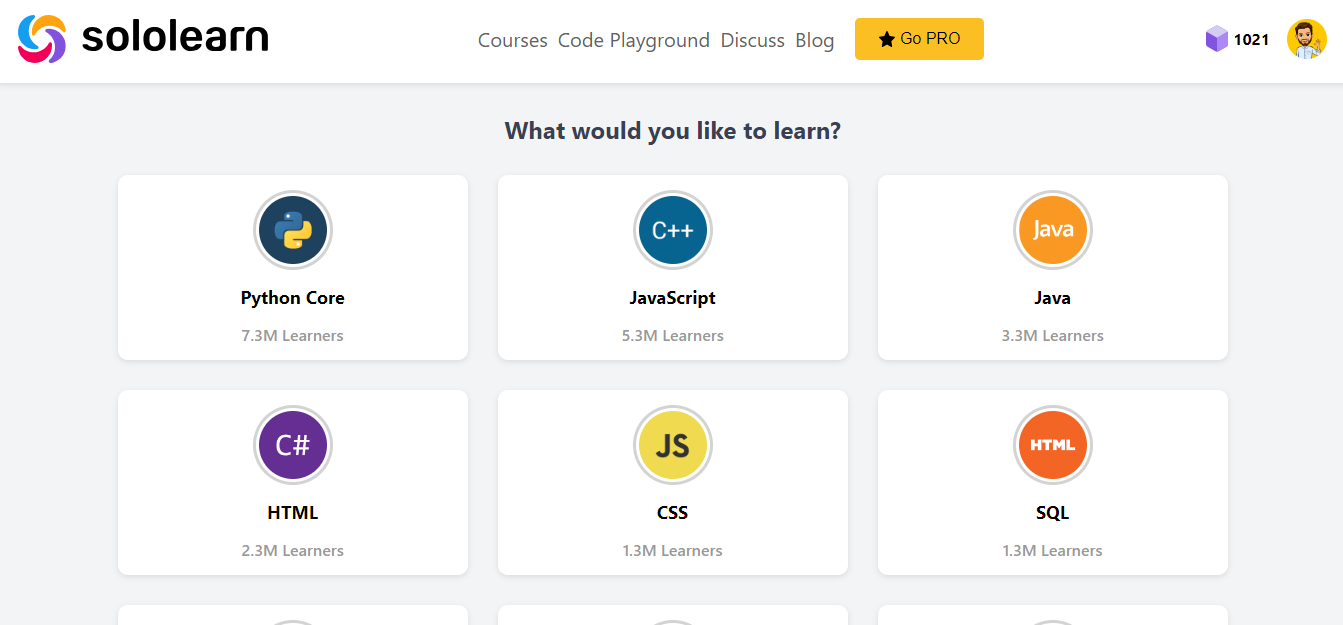 sololearn
Courses Code Playground Discuss Blog
Go PRO
1021
What would you like to learn?
Python Core
7.3M Learners
C++
JavaScript
5.3M Learners
Java
Java
3.3M Learners
C#
HTML
2.3M Learners
JS
CSS
1.3M Learners
HTML
SQL
1.3M Learners